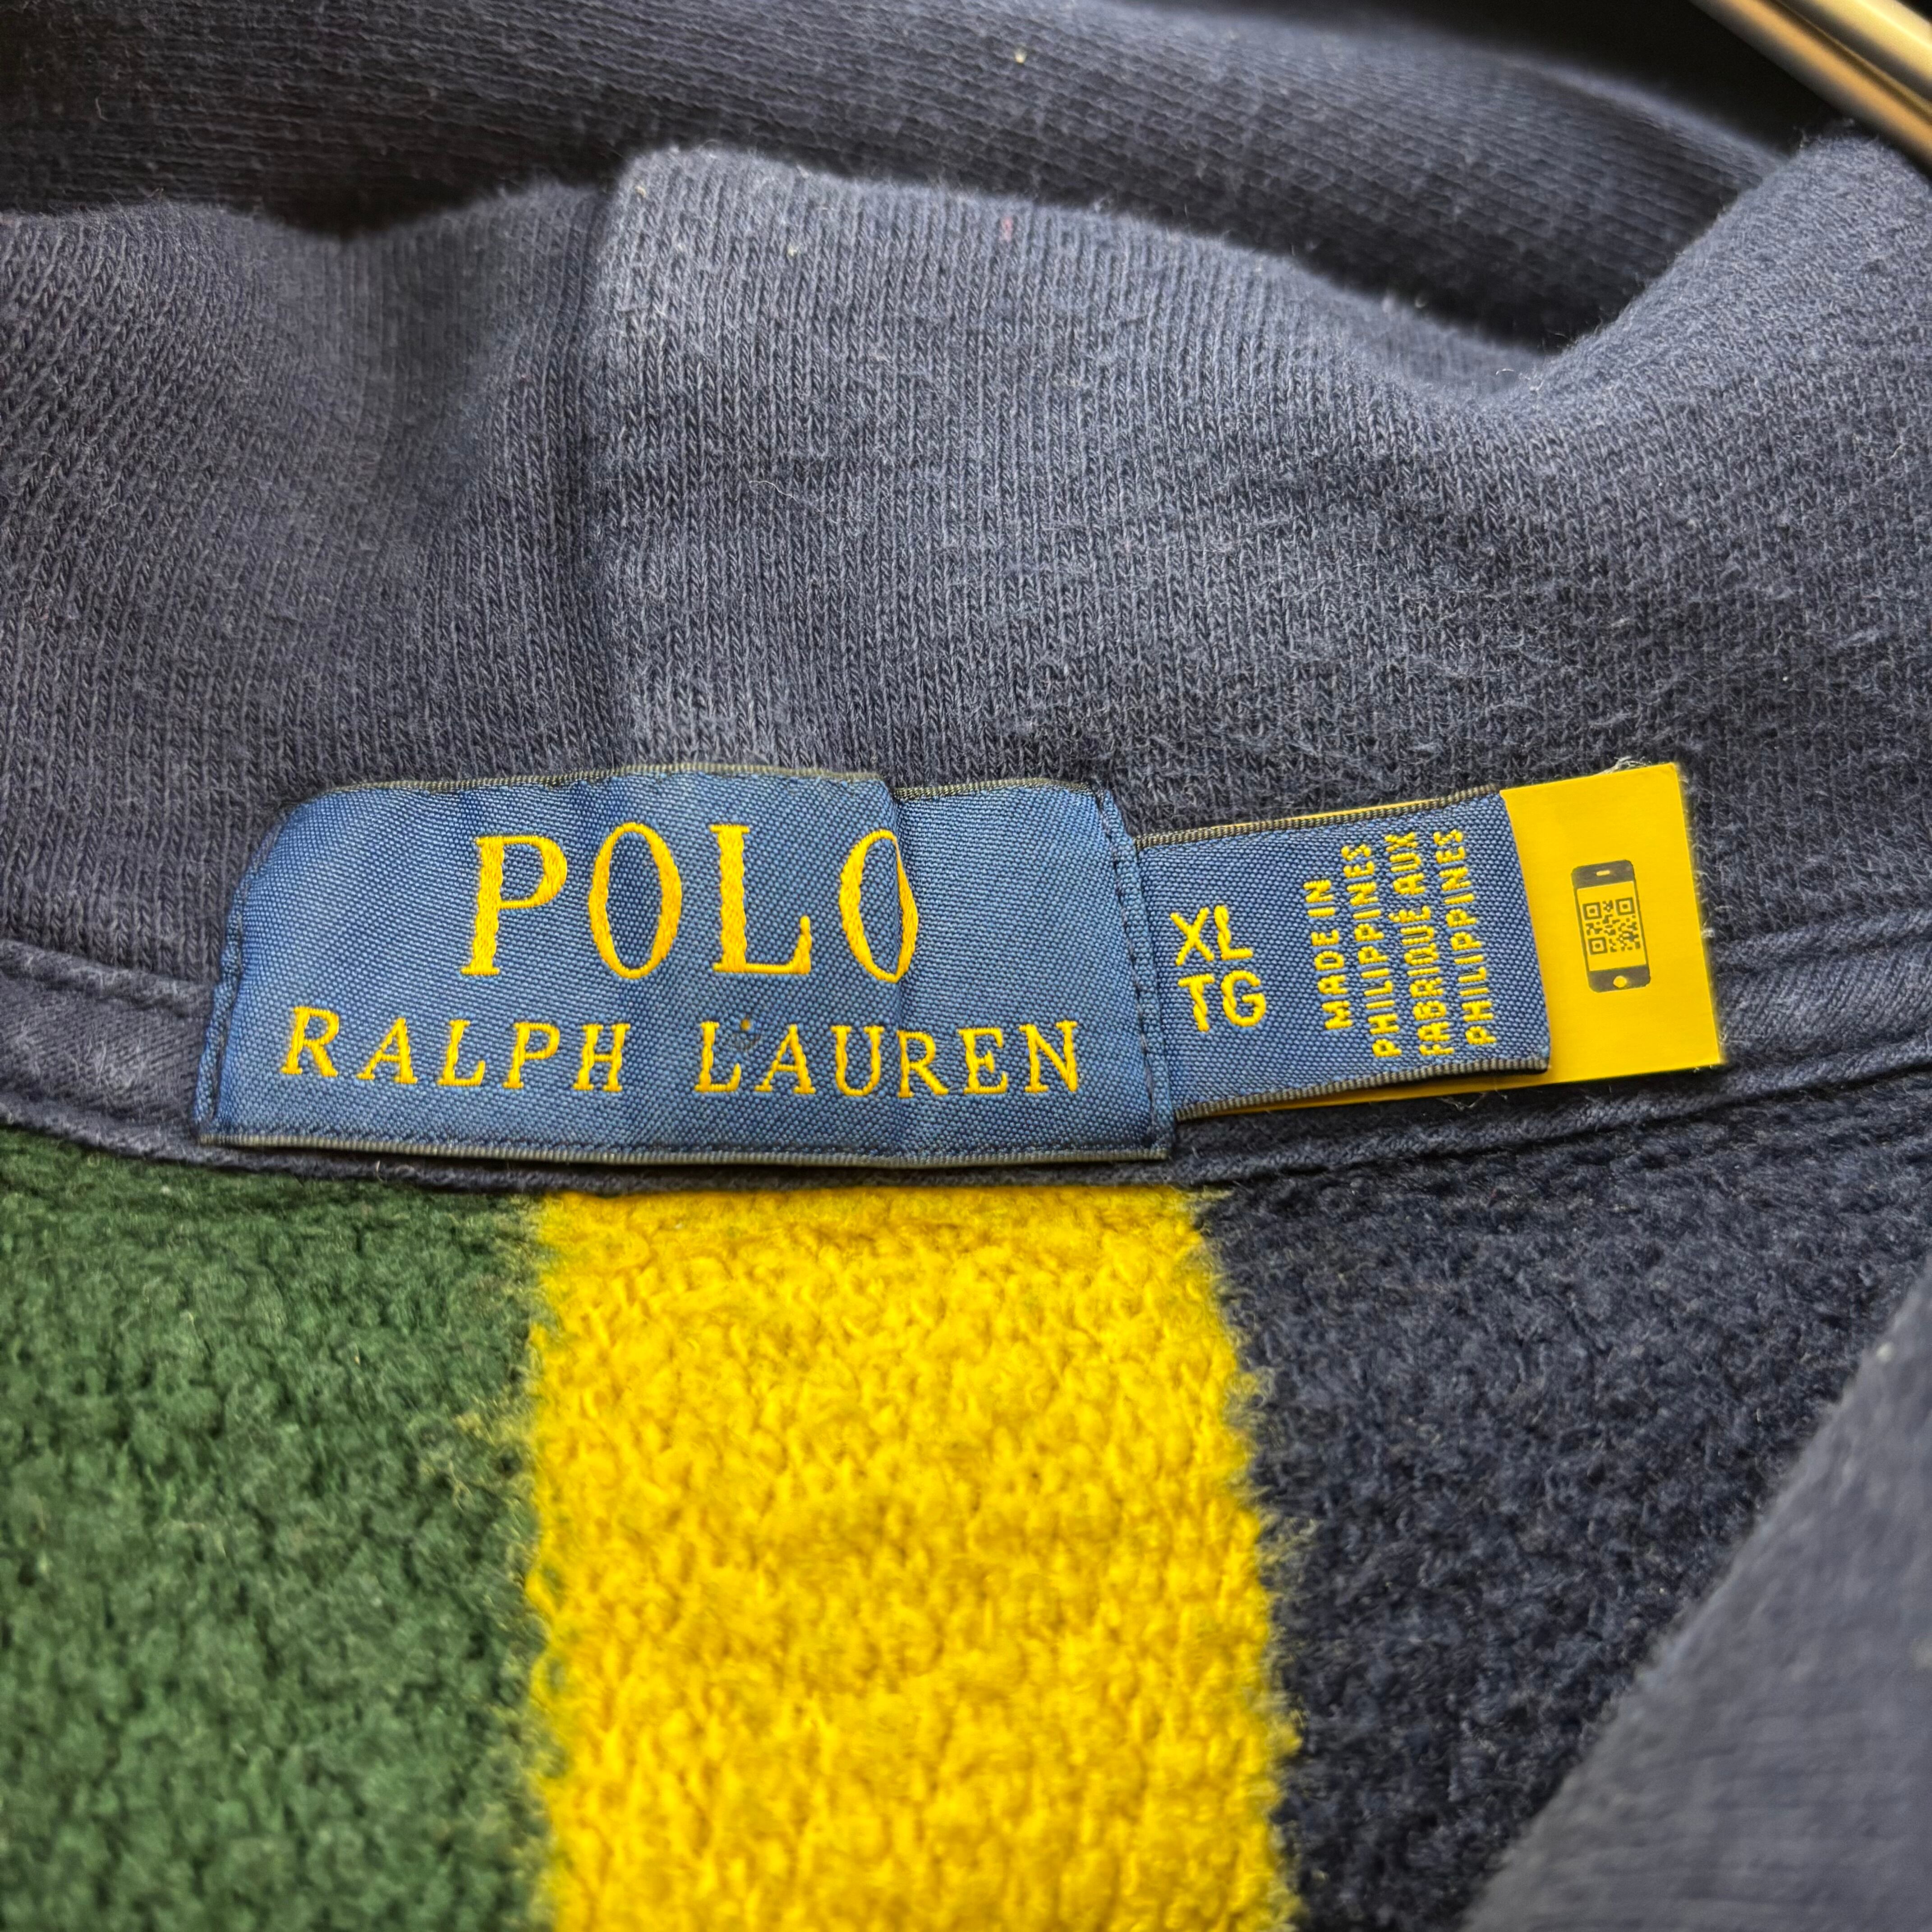 POLO
RALPH LAUREN
XL
TG
MADE IN
PHILIPPINES
FABRIQUÉ AUX
PHILIPPINES